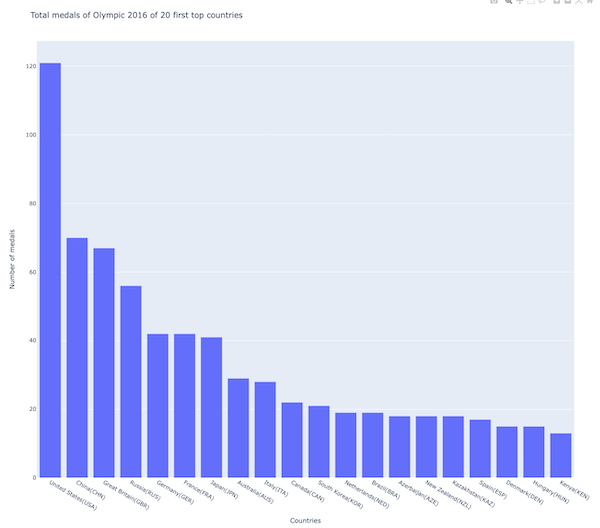 Total medals of Olympic 2016 of 20 first top countries
120
100
80
60
40
20
0
Number of medals
United States(USA)
China(CHN)
Great Britain(GBR)
Russia(RUS)
Germany(GER)
France(FRA)
Japan(JPN)
Australia(AUS)
Italy(ITA)
Canada(CAN)
South Korea(KOR)
Netherlands(NED)
Brazil(BRA)
Azerbaijan(AZE)
New Zealand(NZL)
Kazakhstan(KAZ)
Spain(ESP)
Denmark(DEN)
Hungary(HUN)
Kenya(KEN)
Countries